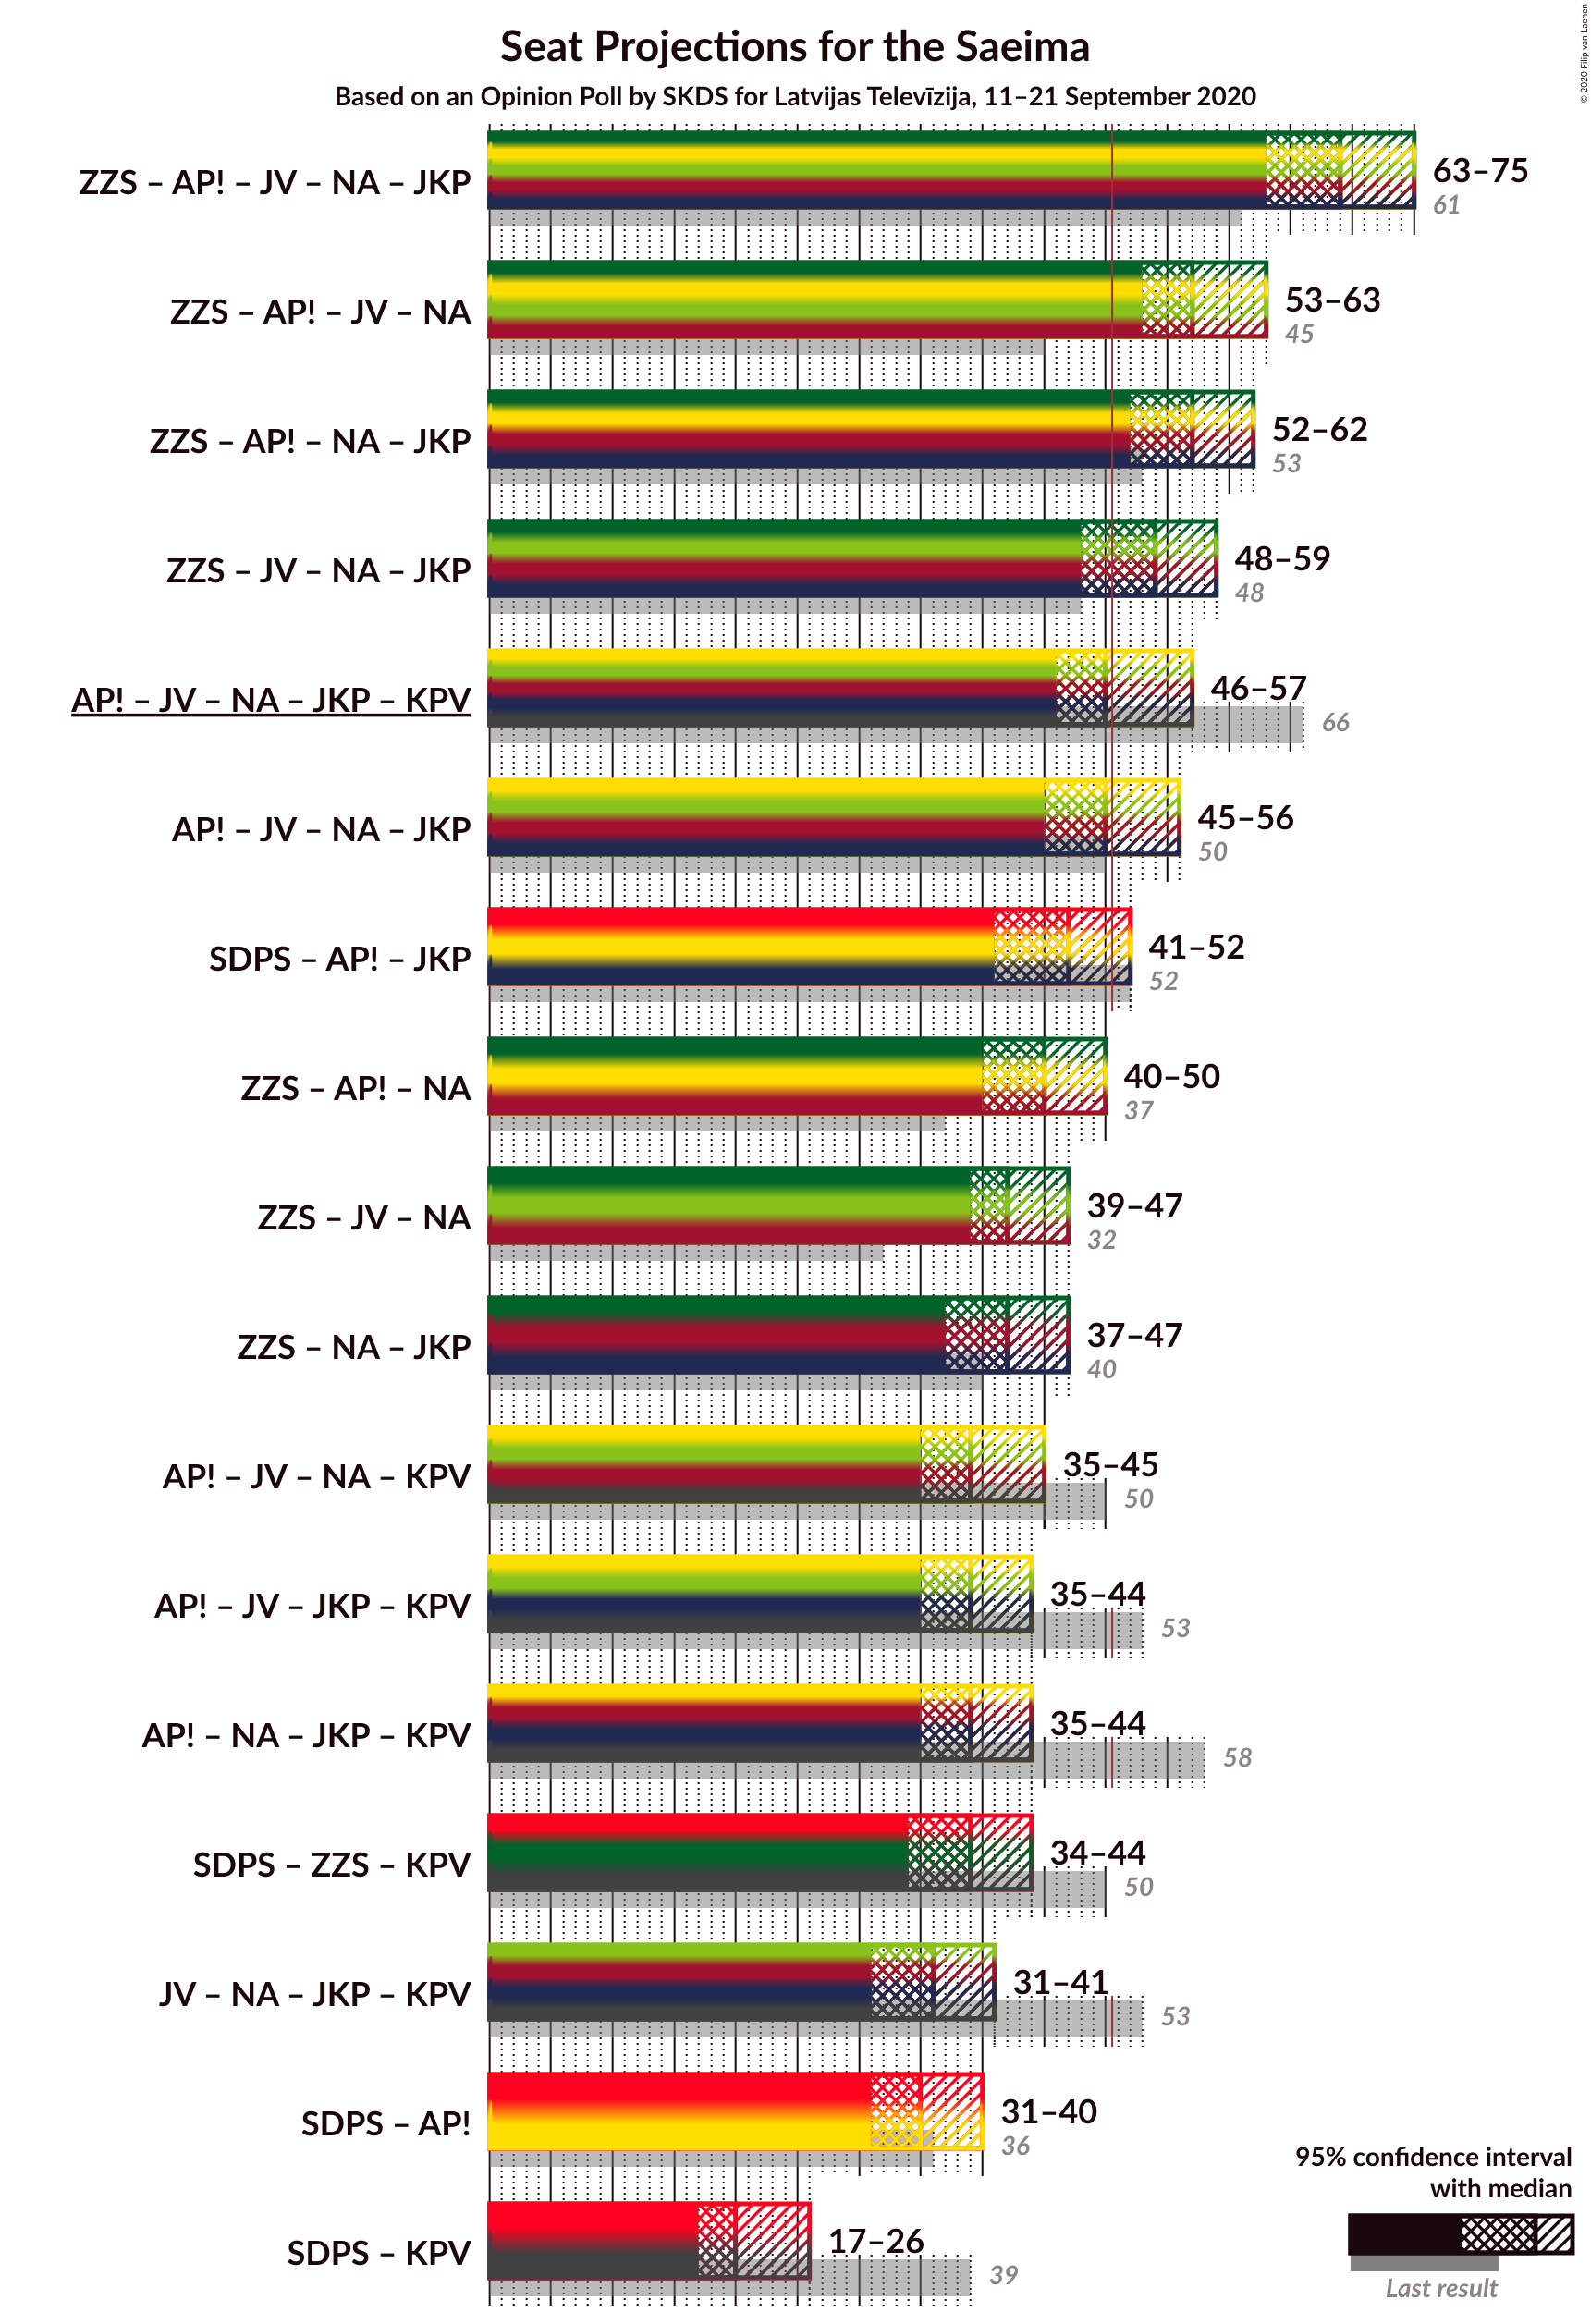 © 2020 Filip van Laenen
Seat Projections for the Saeima
Based on an Opinion Poll by SKDS for Latvijas Televīzija, 11–21 September 2020
ZZS – AP! – JV – NA – JKP
63–75
61
ZZS – AP! – JV – NA
53–63
45
ZZS – AP! – NA – JKP
52–62
53
ZZS – JV – NA – JKP
48–59
48
AP! – JV – NA – JKP – KPV
46–57
66
AP! – JV – NA – JKP
45–56
50
SDPS – AP! – JKP
41–52
52
ZZS – AP! – NA
40–50
37
ZZS – JV – NA
39–47
32
ZZS – NA – JKP
37–47
40
AP! – JV – NA – KPV
35–45
50
AP! – JV – JKP – KPV
35–44
53
AP! – NA – JKP – KPV
35–44
58
SDPS – ZZS – KPV
34–44
50
JV – NA – JKP – KPV
31–41
53
SDPS – AP!
31–40
36
SDPS – KPV
17–26
39
95% confidence interval
with median
Last result